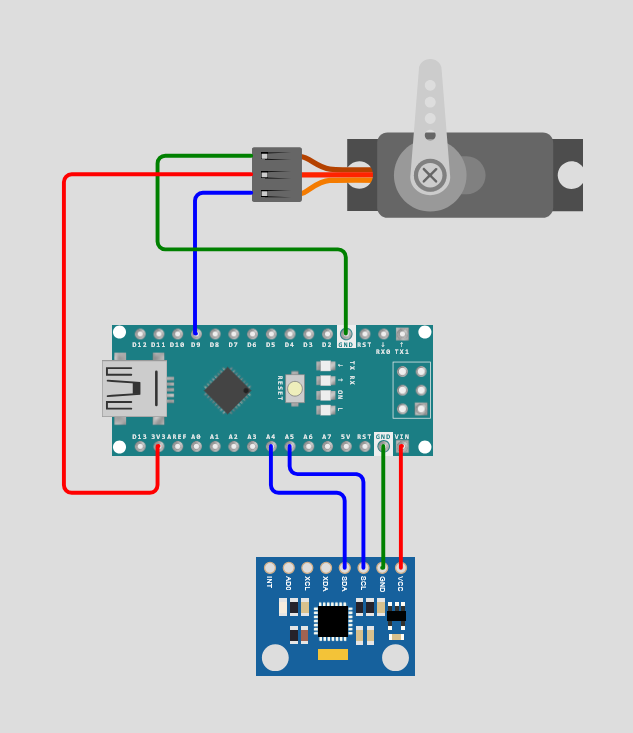 D12 D11 D10 D9 D8 D7 D6 D5 D4 D3 D2 GND RST ↓ ↑
RX0 TX1
RESET
↓ ↑ ON L
TX RX
D13 3V3 AREF A0 A1 A2 A3 A4 A5 A6 A7 5V RST GND VIN
INT AD0 XCL XDA SDA SCL GND VCC